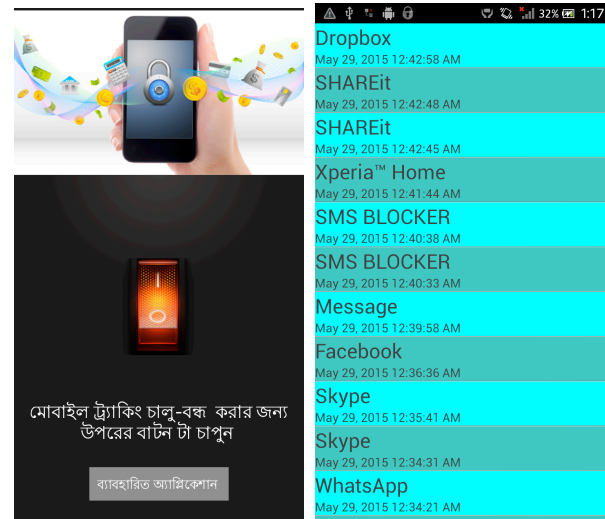 মোবাইল ট্র্যাকিং চালু-বন্ধ করার জন্য
উপরের বাটন টা চাপুন
ব্যাবহারিত অ্যাপ্লিকেশান
32% 1:17
Dropbox
May 29, 2015 12:42:58 AM
SHAREit
May 29, 2015 12:42:48 AM
SHAREit
May 29, 2015 12:42:45 AM
Xperia™ Home
May 29, 2015 12:41:44 AM
SMS BLOCKER
May 29, 2015 12:40:38 AM
SMS BLOCKER
May 29, 2015 12:40:33 AM
Message
May 29, 2015 12:39:58 AM
Facebook
May 29, 2015 12:36:36 AM
Skype
May 29, 2015 12:35:41 AM
Skype
May 29, 2015 12:34:31 AM
WhatsApp
May 29, 2015 12:34:21 AM